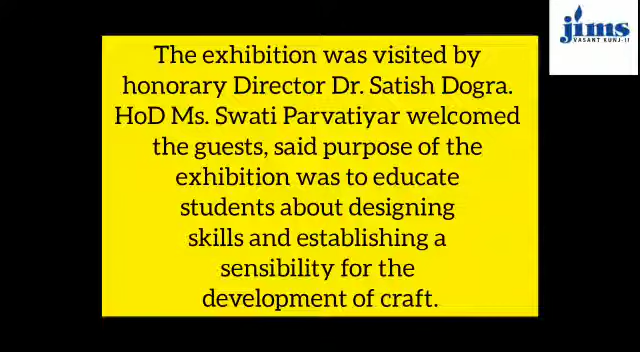 The exhibition was visited by
honorary Director Dr. Satish Dogra.
HoD Ms. Swati Parvatiyar welcomed
the guests, said purpose of the
exhibition was to educate
students about designing
skills and establishing a
sensibility for the
development of craft.
jims
VASANT KUNJ-II